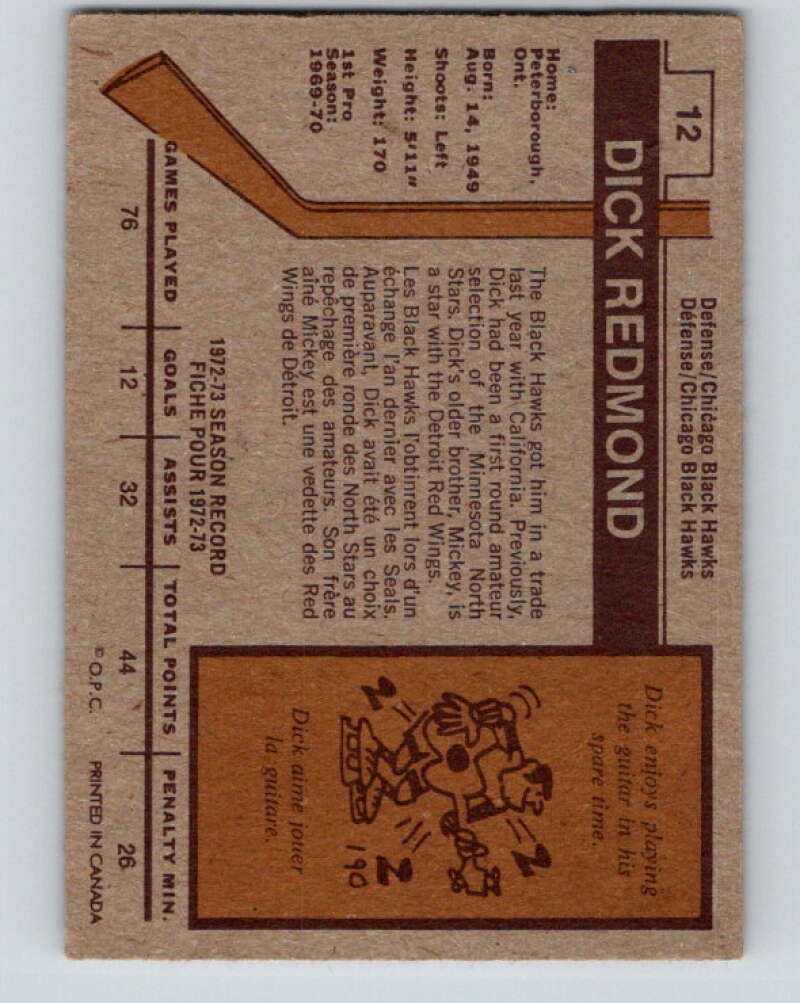 12
Defense/Chicago Black Hawks
Défense/Chicago Black Hawks
DICK REDMOND
Home:
Peterborough,
Ont.
Born:
Aug. 14, 1949
Shoots: Left
Height: 5'11"
Weight: 170
1st Pro
Season:
1969-70
The Black Hawks got him in a trade
last year with California. Previously,
Dick had been a first round amateur
selection of the Minnesota North
Stars. Dick's older brother, Mickey, is
a star with the Detroit Red Wings.
Les Black Hawks l'obtinrent lors d'un
échange l'an dernier avec les Seals.
Auparavant, Dick avait été un choix
de première ronde des North Stars au
repêchage des amateurs. Son frère
aîné Mickey est une vedette des Red
Wings de Détroit.
Dick enjoys playing
the guitar in his
spare time.
Z
Z
Z
190
Dick aime jouer
la guitare.
1972-73 SEASON RECORD
FICHE POUR 1972-73
GAMES PLAYED GOALS ASSISTS TOTAL POINTS PENALTY MIN.
76 12 32 44 26
© O.P.C. PRINTED IN CANADA